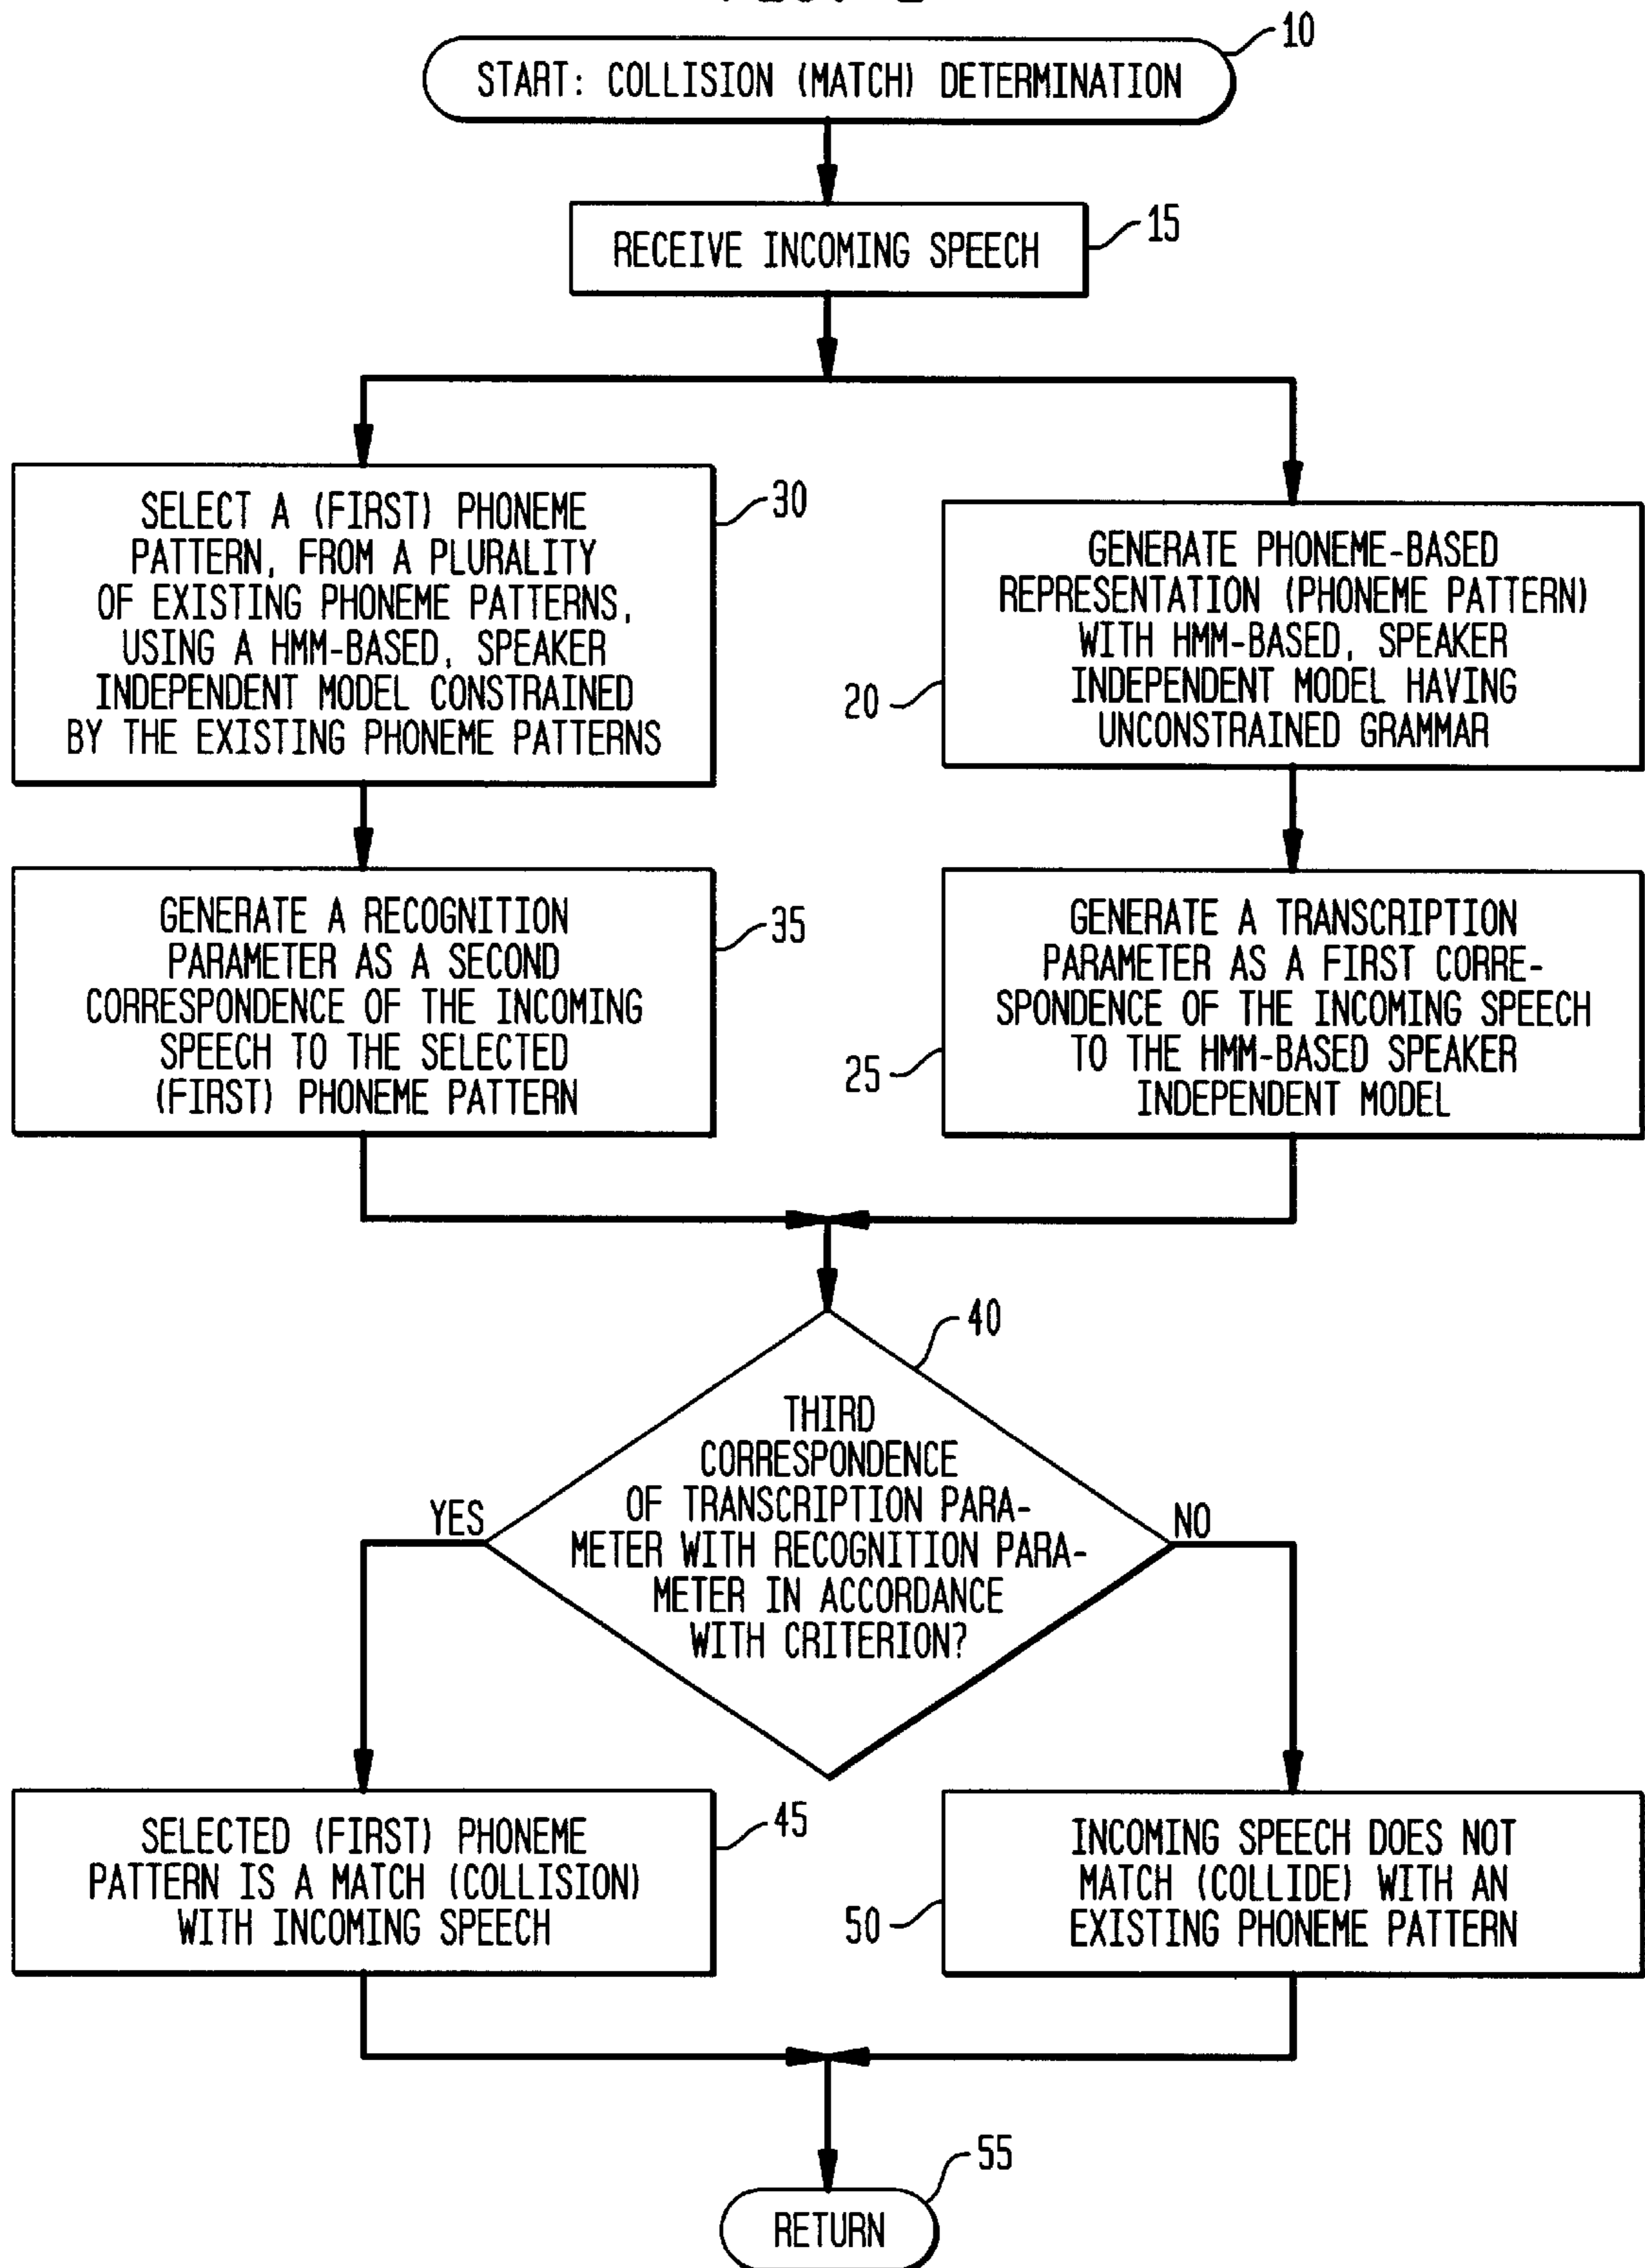 START: COLLISION (MATCH) DETERMINATION
10
RECEIVE INCOMING SPEECH
15
SELECT A (FIRST) PHONEME
PATTERN, FROM A PLURALITY
OF EXISTING PHONEME PATTERNS,
USING A HMM-BASED, SPEAKER
INDEPENDENT MODEL CONSTRAINED
BY THE EXISTING PHONEME PATTERNS
30
GENERATE PHONEME-BASED
REPRESENTATION (PHONEME PATTERN)
WITH HMM-BASED, SPEAKER
INDEPENDENT MODEL HAVING
UNCONSTRAINED GRAMMAR
20
GENERATE A RECOGNITION
PARAMETER AS A SECOND
CORRESPONDENCE OF THE INCOMING
SPEECH TO THE SELECTED
(FIRST) PHONEME PATTERN
35
GENERATE A TRANSCRIPTION
PARAMETER AS A FIRST CORRE-
SPONDENCE OF THE INCOMING SPEECH
TO THE HMM-BASED SPEAKER
INDEPENDENT MODEL
25
40
THIRD
CORRESPONDENCE
OF TRANSCRIPTION PARA-
METER WITH RECOGNITION PARA-
METER IN ACCORDANCE
WITH CRITERION?
YES
NO
SELECTED (FIRST) PHONEME
PATTERN IS A MATCH (COLLISION)
WITH INCOMING SPEECH
45
INCOMING SPEECH DOES NOT
MATCH (COLLIDE) WITH AN
EXISTING PHONEME PATTERN
50
55
RETURN